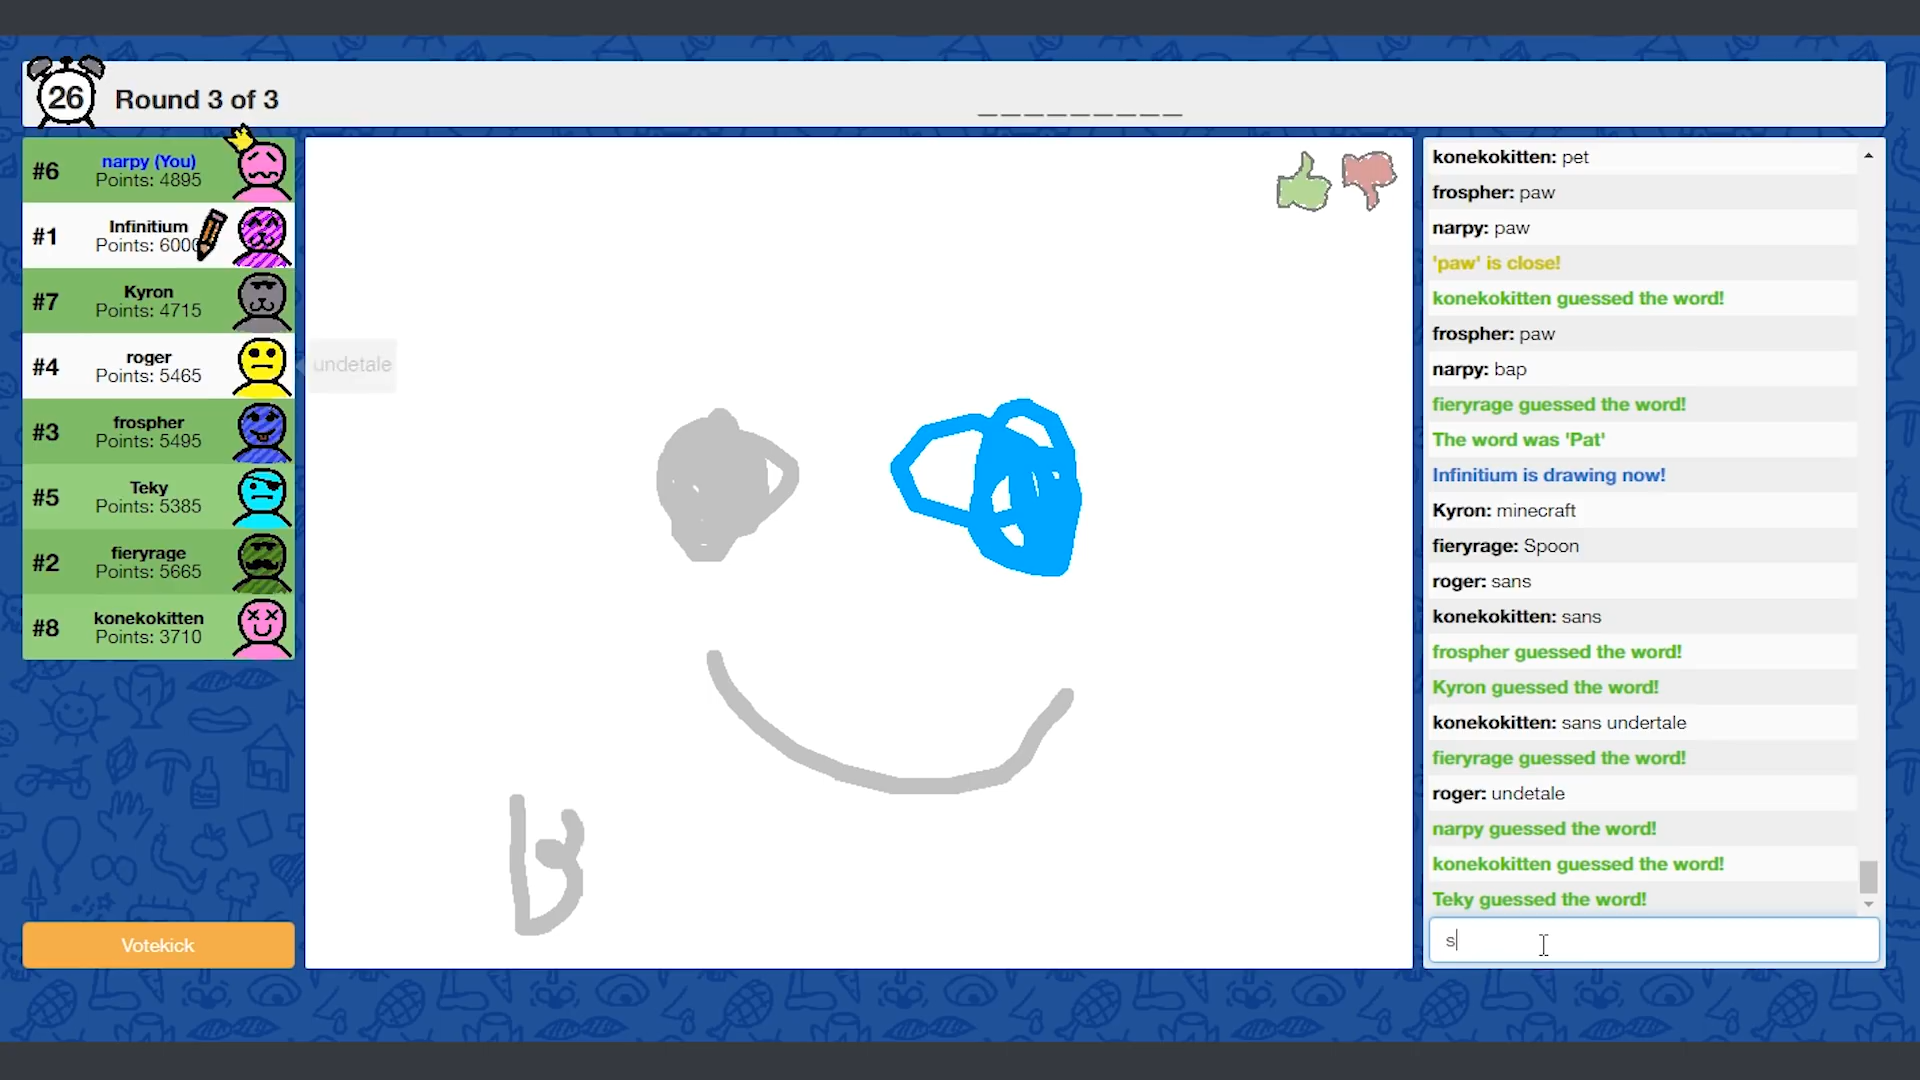 26
Round 3 of 3
_________
#6 narpy (You)
Points: 4895
#1 Infinitium
Points: 6000
#7 Kyron
Points: 4715
#4 roger
Points: 5465
#3 frospher
Points: 5495
#5 Teky
Points: 5385
#2 fieryrage
Points: 5665
#8 konekokitten
Points: 3710
Votekick
undetale
konekokitten: pet
frospher: paw
narpy: paw
'paw' is close!
konekokitten guessed the word!
frospher: paw
narpy: bap
fieryrage guessed the word!
The word was 'Pat'
Infinitium is drawing now!
Kyron: minecraft
fieryrage: Spoon
roger: sans
konekokitten: sans
frospher guessed the word!
Kyron guessed the word!
konekokitten: sans undertale
fieryrage guessed the word!
roger: undetale
narpy guessed the word!
konekokitten guessed the word!
Teky guessed the word!
s